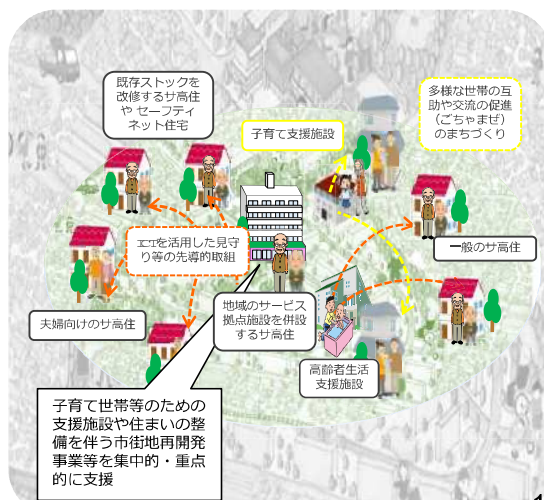 既存ストックを
改修するサ高住
や セーフティ
ネット住宅
子育て支援施設
多様な世帯の互
助や交流の促進
（ごちゃまぜ）
のまちづくり
を活用した見守
り等の先導的取組
一般のサ高住
夫婦向けのサ高住
地域のサービス
拠点施設を併設
するサ高住
高齢者生活
支援施設
子育て世帯等のための
支援施設や住まいの整
備を伴う市街地再開発
事業等を集中的・重点
的に支援